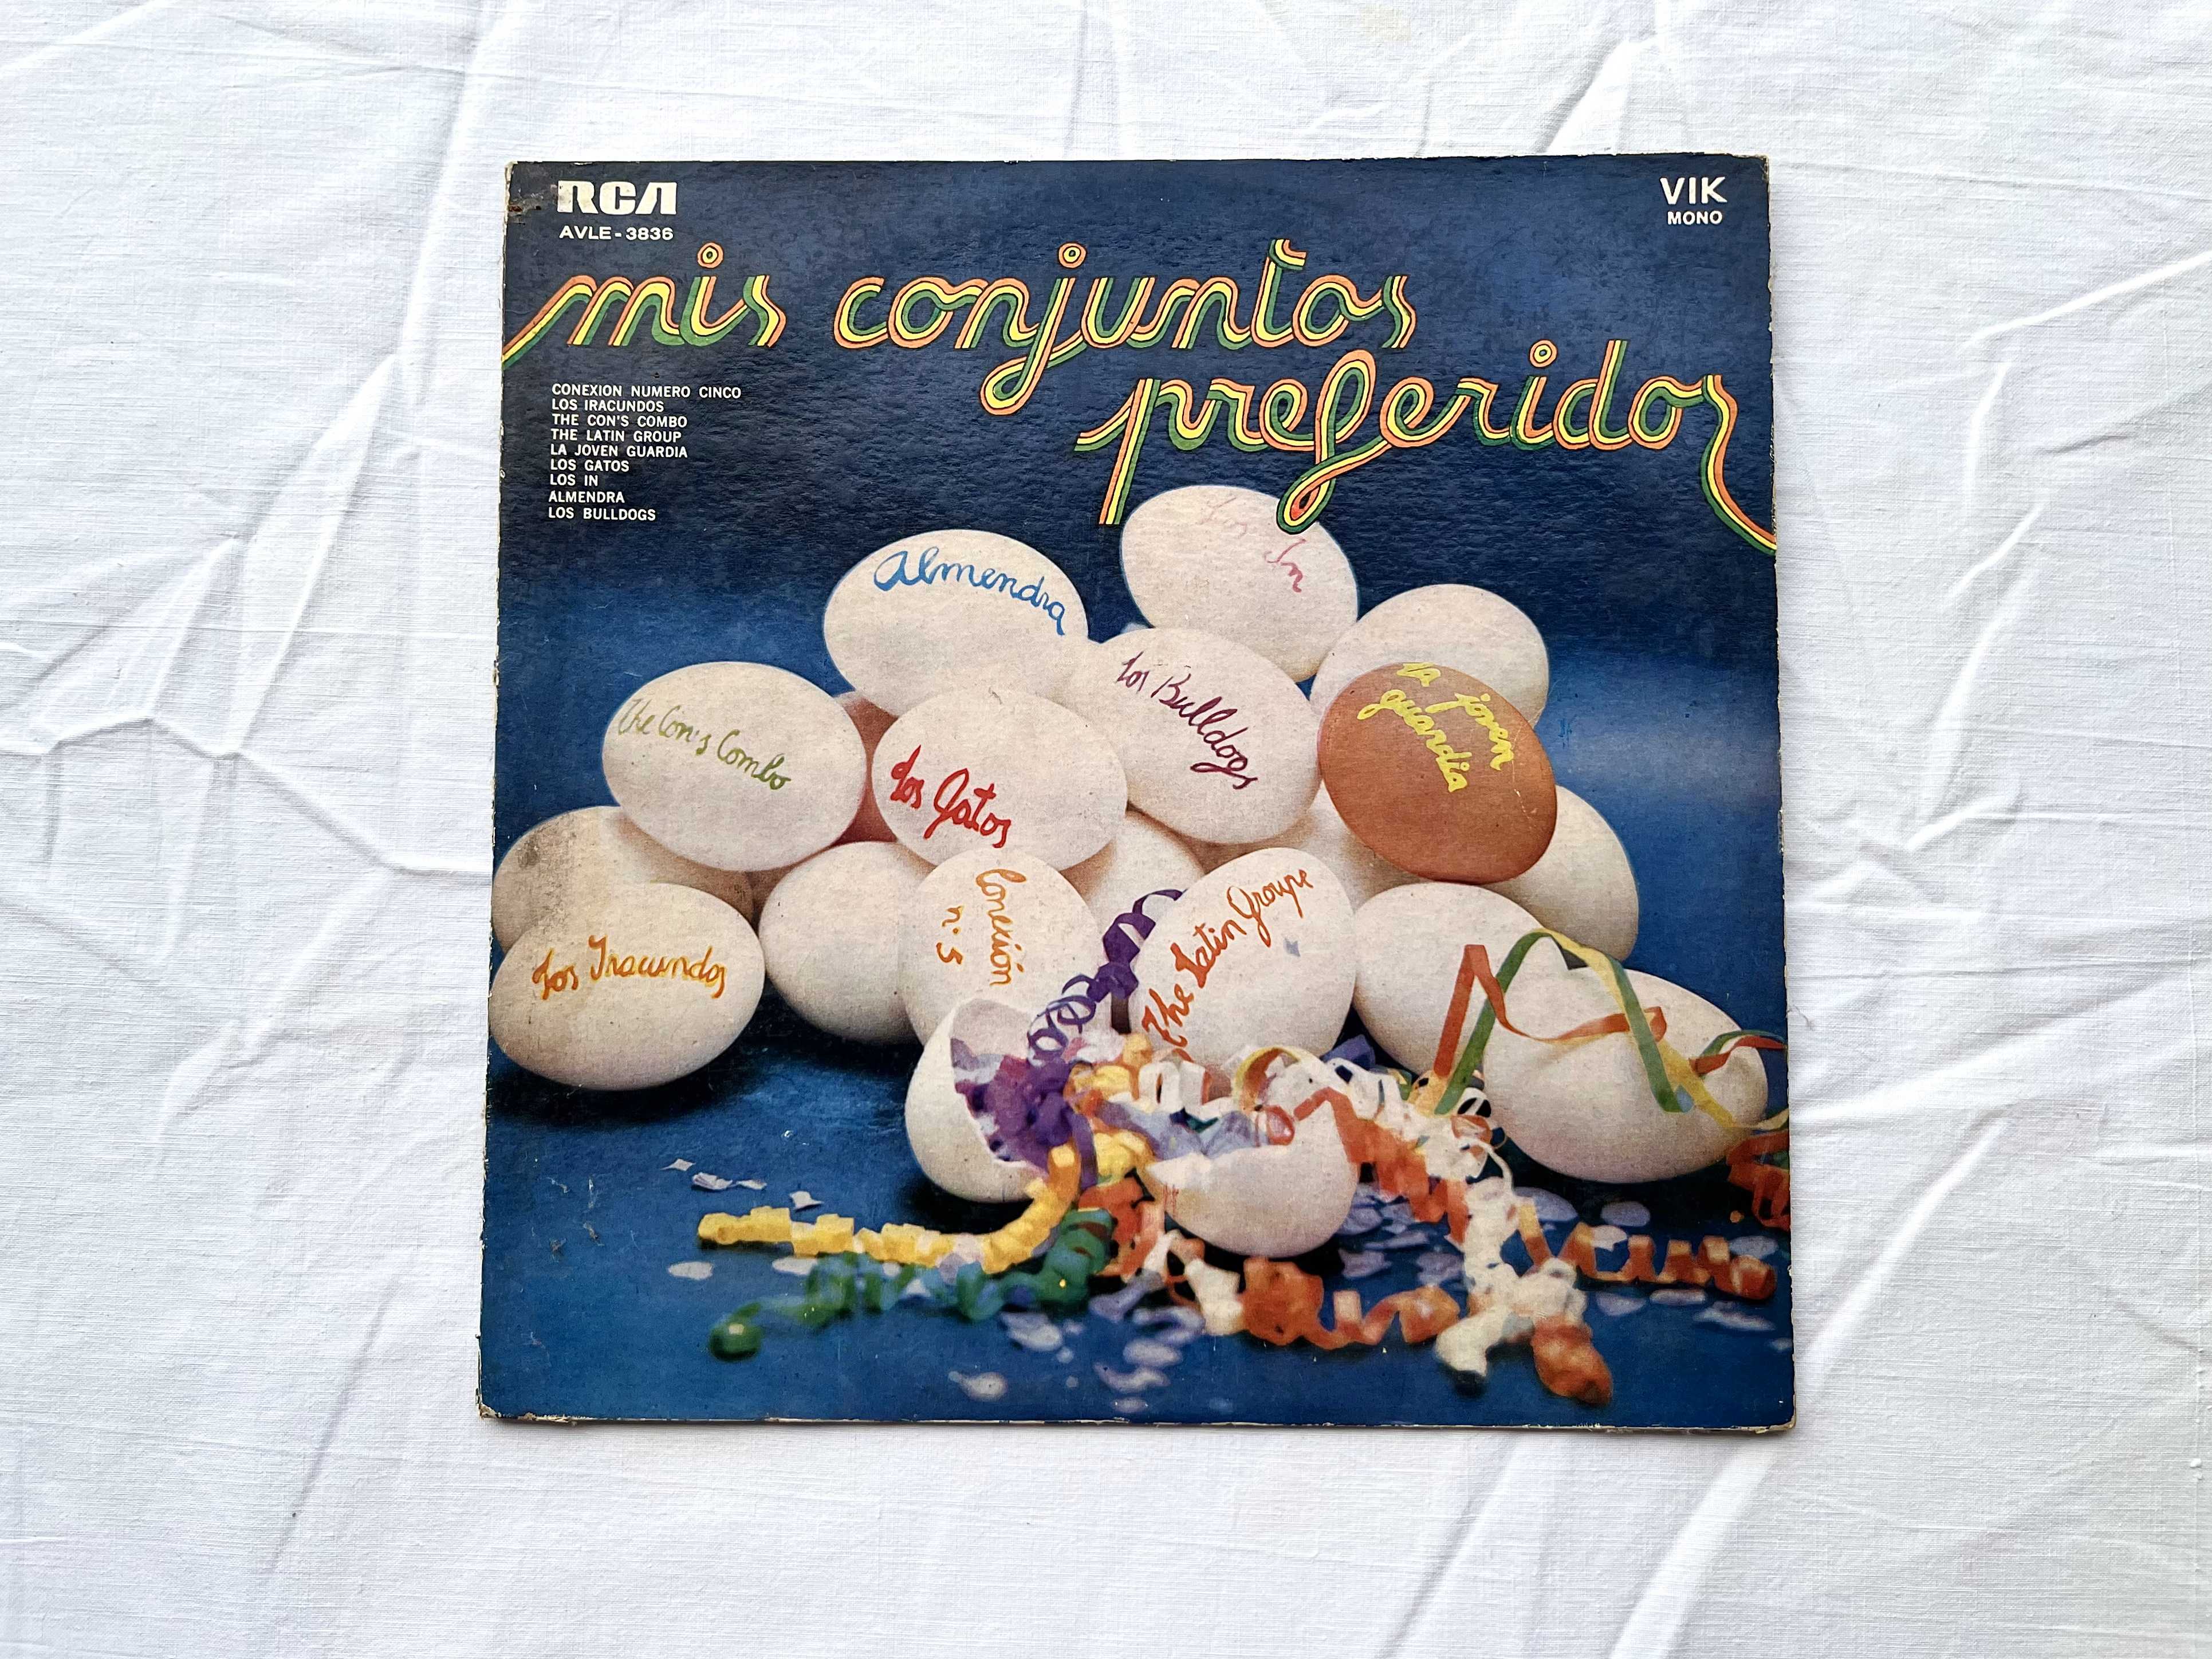 RCA
AVLE-3836
VIK
MONO
mis conjuntos
preferidos
CONEXION NUMERO CINCO
LOS IRACUNDOS
THE CON'S COMBO
THE LATIN GROUP
LA JOVEN GUARDIA
LOS GATOS
LOS IN
ALMENDRA
LOS BULLDOGS
Los In
Almendra
Los Bulldogs
La joven
guardia
The Con's Combo
Los Gatos
Conexión
nº 5
The Latin Groupe
Los Iracundos